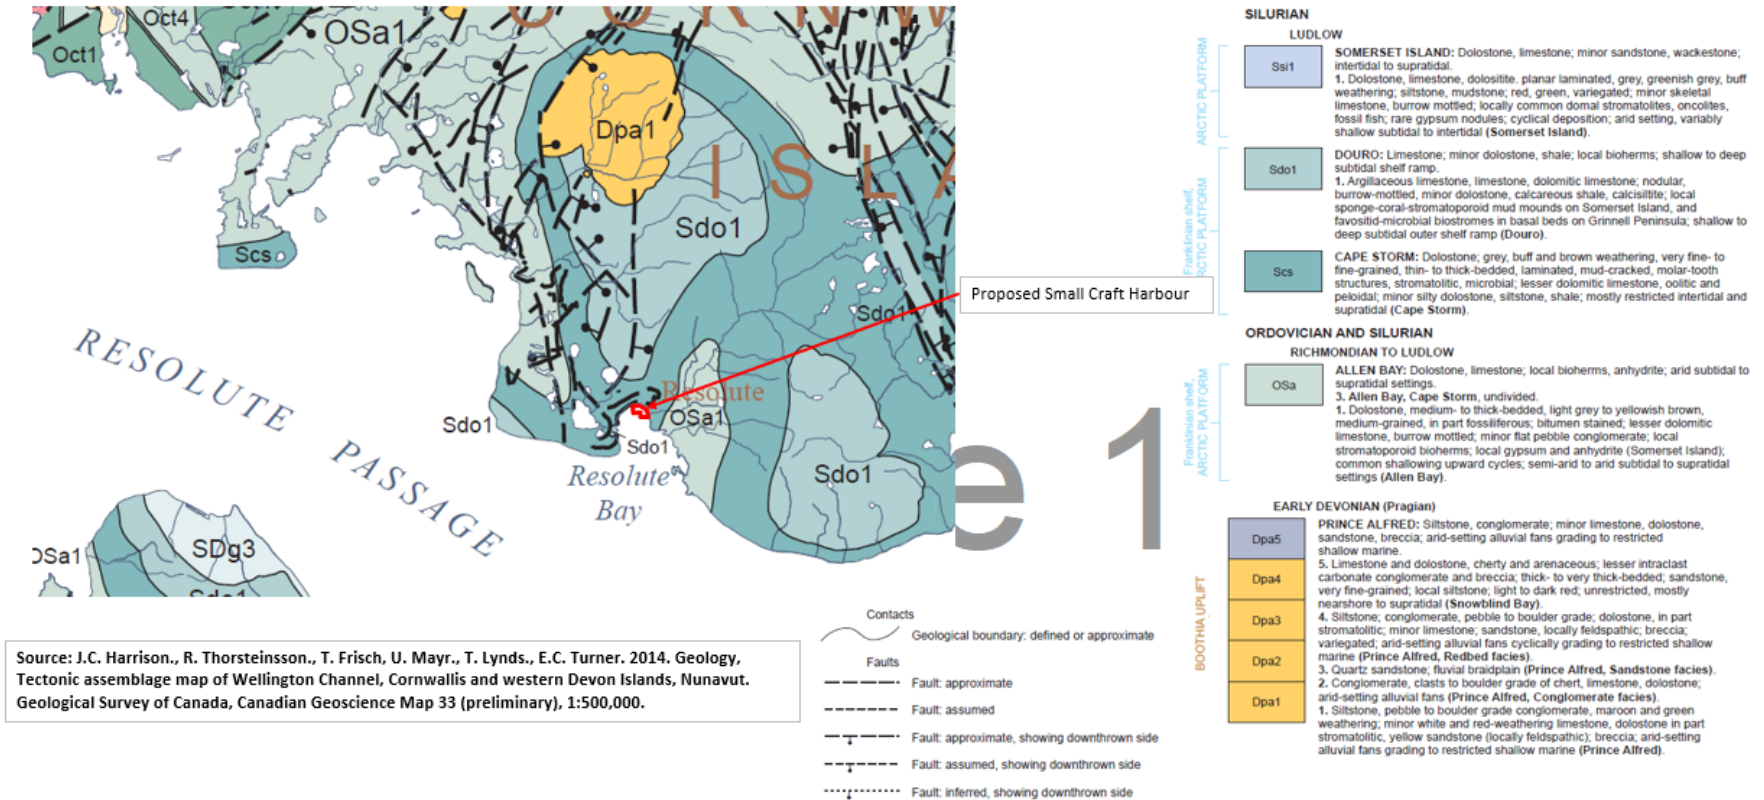 Oct4
Oct1
OSa1
C O R N W
Dpa1
I S L A
Sdo1
Scs
Sdo1
Proposed Small Craft Harbour
RESOLUTE PASSAGE
Resolute
OSa1
Sdo1
Sdo1
Resolute
Bay
Sdo1
e 1
SDg3
OSa1
Sdo1
Source: J.C. Harrison., R. Thorsteinsson., T. Frisch, U. Mayr., T. Lynds., E.C. Turner. 2014. Geology,
Tectonic assemblage map of Wellington Channel, Cornwallis and western Devon Islands, Nunavut.
Geological Survey of Canada, Canadian Geoscience Map 33 (preliminary), 1:500,000.
Contacts
Geological boundary: defined or approximate
Faults
Fault: approximate
Fault: assumed
Fault: approximate, showing downthrown side
Fault: assumed, showing downthrown side
Fault: inferred, showing downthrown side
SILURIAN
LUDLOW
ARCTIC PLATFORM
Ssi1
SOMERSET ISLAND: Dolostone, limestone; minor sandstone, wackestone;
intertidal to supratidal.
1. Dolostone, limestone, dolositite. planar laminated, grey, greenish grey, buff
weathering; siltstone, mudstone; red, green, variegated; minor skeletal
limestone, burrow mottled; locally common domal stromatolites, oncolites,
fossil fish; rare gypsum nodules; cyclical deposition; arid setting, variably
shallow subtidal to intertidal (Somerset Island).
Franklinian shelf,
ARCTIC PLATFORM
Sdo1
DOURO: Limestone; minor dolostone, shale; local bioherms; shallow to deep
subtidal shelf ramp.
1. Argillaceous limestone, limestone, dolomitic limestone; nodular,
burrow-mottled, minor dolostone, calcareous shale, calcisiltite; local
sponge-coral-stromatoporoid mud mounds on Somerset Island, and
favositid-microbial biostromes in basal beds on Grinnell Peninsula; shallow to
deep subtidal outer shelf ramp (Douro).
Scs
CAPE STORM: Dolostone; grey, buff and brown weathering, very fine- to
fine-grained, thin- to thick-bedded, laminated, mud-cracked, molar-tooth
structures, stromatolitic, microbial; lesser dolomitic limestone, oolitic and
peloidal; minor silty dolostone, siltstone, shale; mostly restricted intertidal and
supratidal (Cape Storm).
ORDOVICIAN AND SILURIAN
RICHMONDIAN TO LUDLOW
Franklinian shelf,
ARCTIC PLATFORM
OSa
ALLEN BAY: Dolostone, limestone; local bioherms, anhydrite; arid subtidal to
supratidal settings.
3. Allen Bay, Cape Storm, undivided.
1. Dolostone, medium- to thick-bedded, light grey to yellowish brown,
medium-grained, in part fossiliferous; bitumen stained; lesser dolomitic
limestone, burrow mottled; minor flat pebble conglomerate; local
stromatoporoid bioherms; local gypsum and anhydrite (Somerset Island);
common shallowing upward cycles; semi-arid to arid subtidal to supratidal
settings (Allen Bay).
EARLY DEVONIAN (Pragian)
BOOTHIA UPLIFT
Dpa5
Dpa4
Dpa3
Dpa2
Dpa1
PRINCE ALFRED: Siltstone, conglomerate; minor limestone, dolostone,
sandstone, breccia; arid-setting alluvial fans grading to restricted
shallow marine.
5. Limestone and dolostone, cherty and arenaceous; lesser intraclast
carbonate conglomerate and breccia; thick- to very thick-bedded; sandstone,
very fine-grained; local siltstone; light to dark red; unrestricted, mostly
nearshore to supratidal (Snowblind Bay).
4. Siltstone; conglomerate, pebble to boulder grade; dolostone, in part
stromatolitic; minor limestone; sandstone, locally feldspathic; breccia;
variegated; arid-setting alluvial fans cyclically grading to restricted shallow
marine (Prince Alfred, Redbed facies).
3. Quartz sandstone; fluvial braidplain (Prince Alfred, Sandstone facies).
2. Conglomerate, clasts to boulder grade of chert, limestone, dolostone;
arid-setting alluvial fans (Prince Alfred, Conglomerate facies).
1. Siltstone, pebble to boulder grade conglomerate, maroon and green
weathering; minor white and red-weathering limestone, dolostone in part
stromatolitic, yellow sandstone (locally feldspathic); breccia; arid-setting
alluvial fans grading to restricted shallow marine (Prince Alfred).